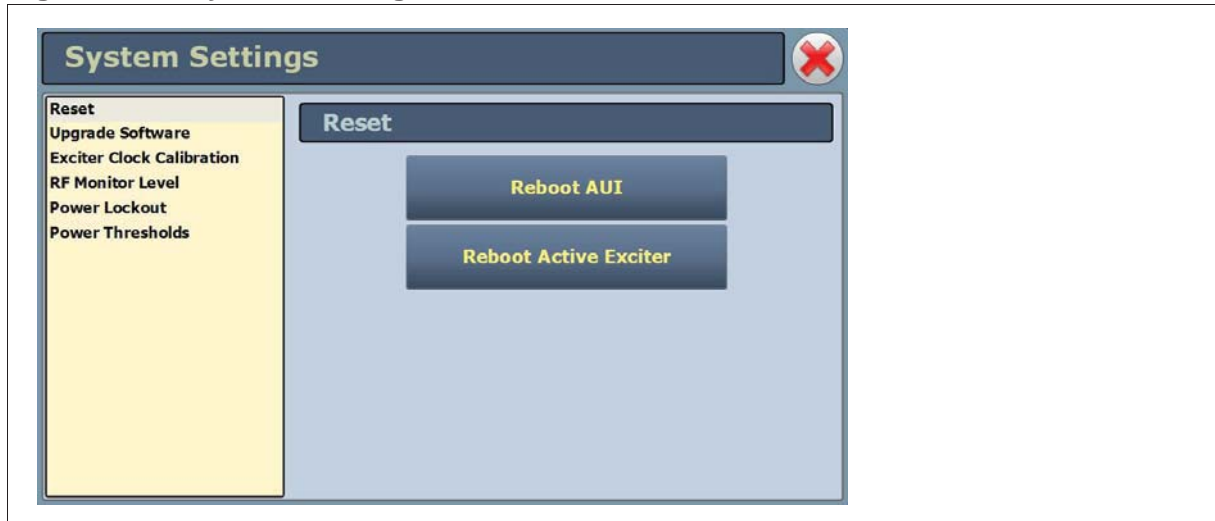 System Settings
Reset
Upgrade Software
Exciter Clock Calibration
RF Monitor Level
Power Lockout
Power Thresholds
Reset
Reboot AUI
Reboot Active Exciter